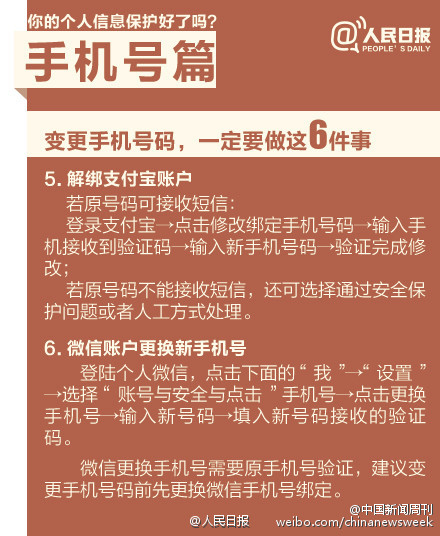 你的个人信息保护好了吗?
@人民日报
PEOPLE'S DAILY
手机号篇
变更手机号码，一定要做这6件事
5. 解绑支付宝账户
若原号码可接收短信：
登录支付宝→点击修改绑定手机号码→输入手
机接收到验证码→输入新手机号码→验证完成修
改；
若原号码不能接收短信，还可选择通过安全保
护问题或者人工方式处理。
6. 微信账户更换新手机号
登陆个人微信，点击下面的“我”→“设置”
→选择“账号与安全与点击”手机号→点击更换
手机号→输入新号码→填入新号码接收的验证
码。
微信更换手机号需要原手机号验证，建议变
更手机号码前先更换微信手机号绑定。
@人民日报
@中国新闻周刊
weibo.com/chinanewsweek